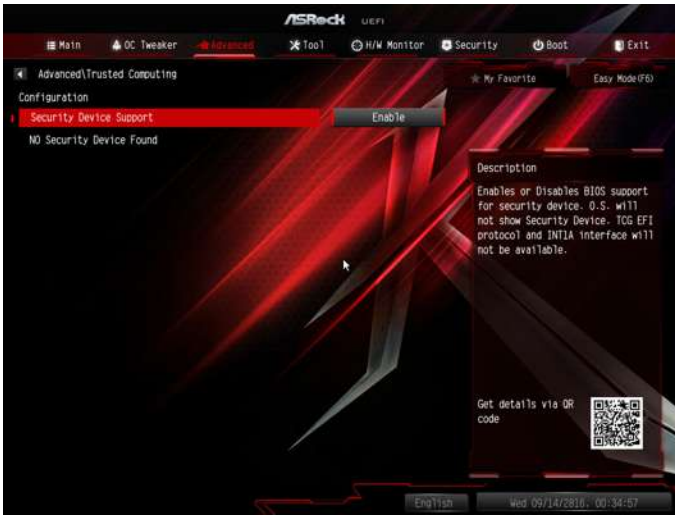 ASRock UEFI
Main OC Tweaker Advanced Tool H/W Monitor Security Boot Exit
Advanced\Trusted Computing
My Favorite Easy Mode(F6)
Configuration
Security Device Support Enable
NO Security Device Found
Description
Enables or Disables BIOS support
for security device. O.S. will
not show Security Device. TCG EFI
protocol and INT1A interface will
not be available.
Get details via QR
code
English Wed 09/14/2816. 00:34:57